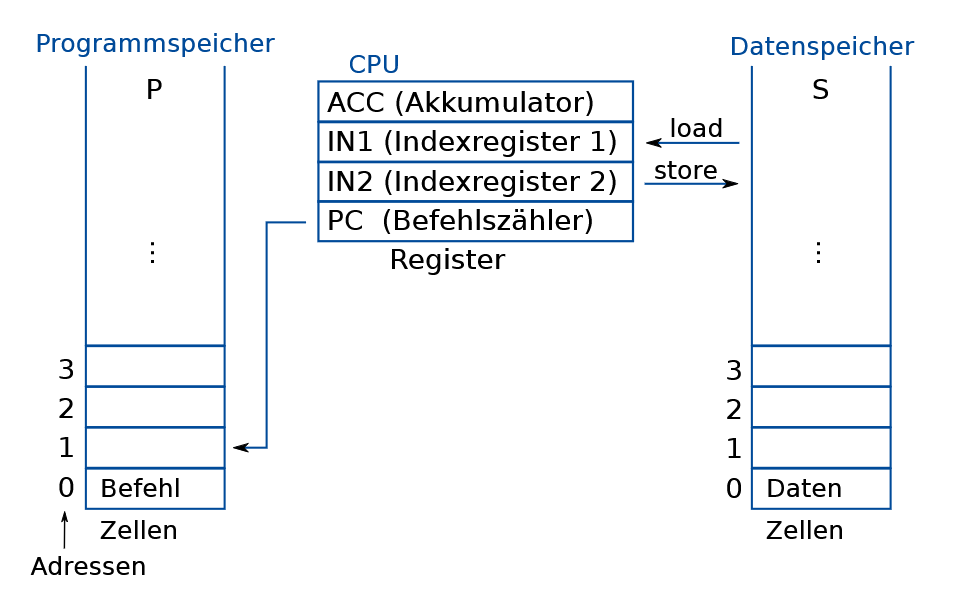 Programmspeicher
P
⋮
3
2
1
0 Befehl
Zellen
Adressen
CPU
ACC (Akkumulator)
IN1 (Indexregister 1)
IN2 (Indexregister 2)
PC (Befehlszähler)
Register
load
store
Datenspeicher
S
⋮
3
2
1
0 Daten
Zellen